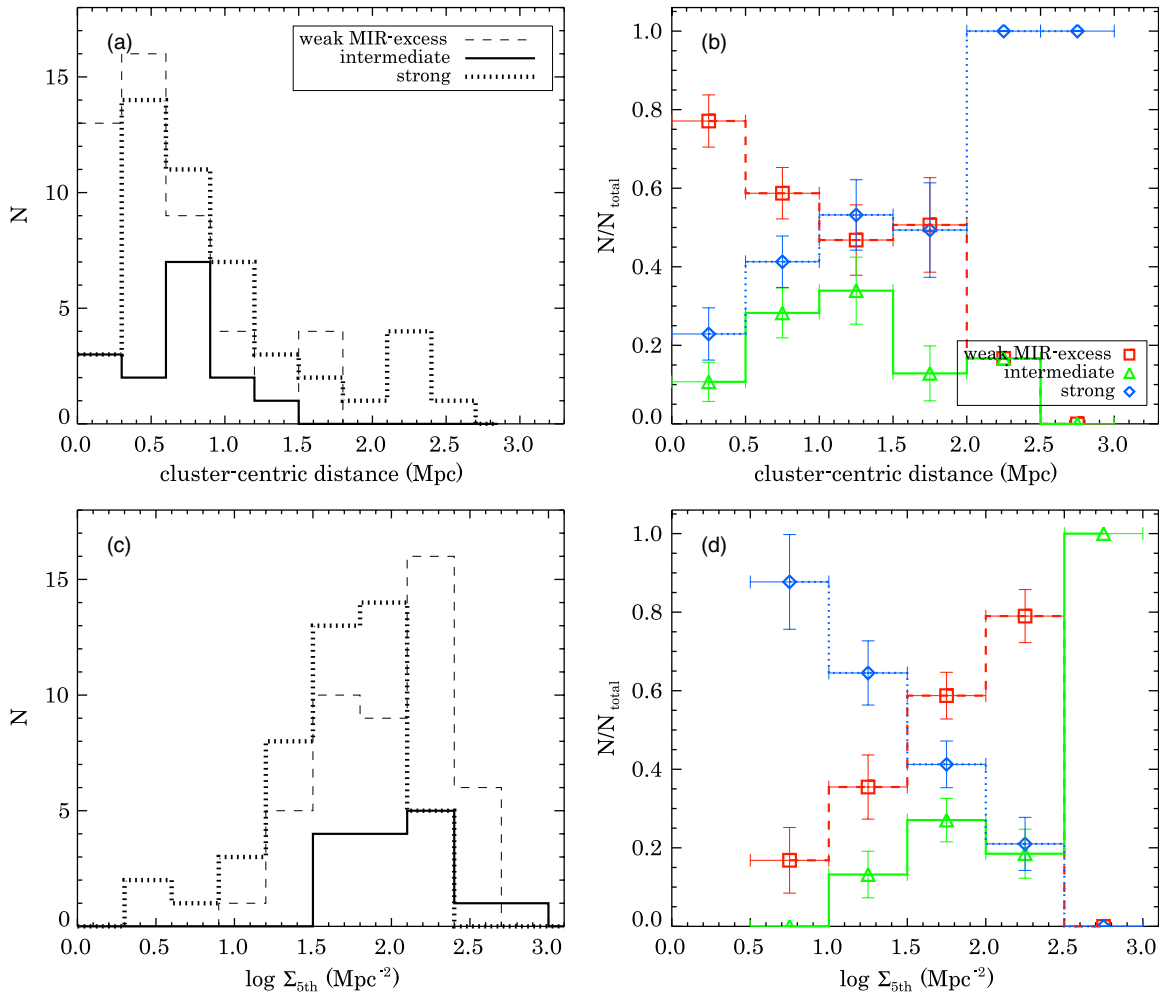 (a)
weak MIR-excess
intermediate
strong
15
10
5
0
N
0.0 0.5 1.0 1.5 2.0 2.5 3.0
cluster-centric distance (Mpc)
(b)
1.0
0.8
0.6
0.4
0.2
0.0
N/N_total
weak MIR-excess
intermediate
strong
0.0 0.5 1.0 1.5 2.0 2.5 3.0
cluster-centric distance (Mpc)
(c)
15
10
5
0
N
0.0 0.5 1.0 1.5 2.0 2.5 3.0
log Σ_5th (Mpc⁻²)
(d)
1.0
0.8
0.6
0.4
0.2
0.0
N/N_total
0.0 0.5 1.0 1.5 2.0 2.5 3.0
log Σ_5th (Mpc⁻²)